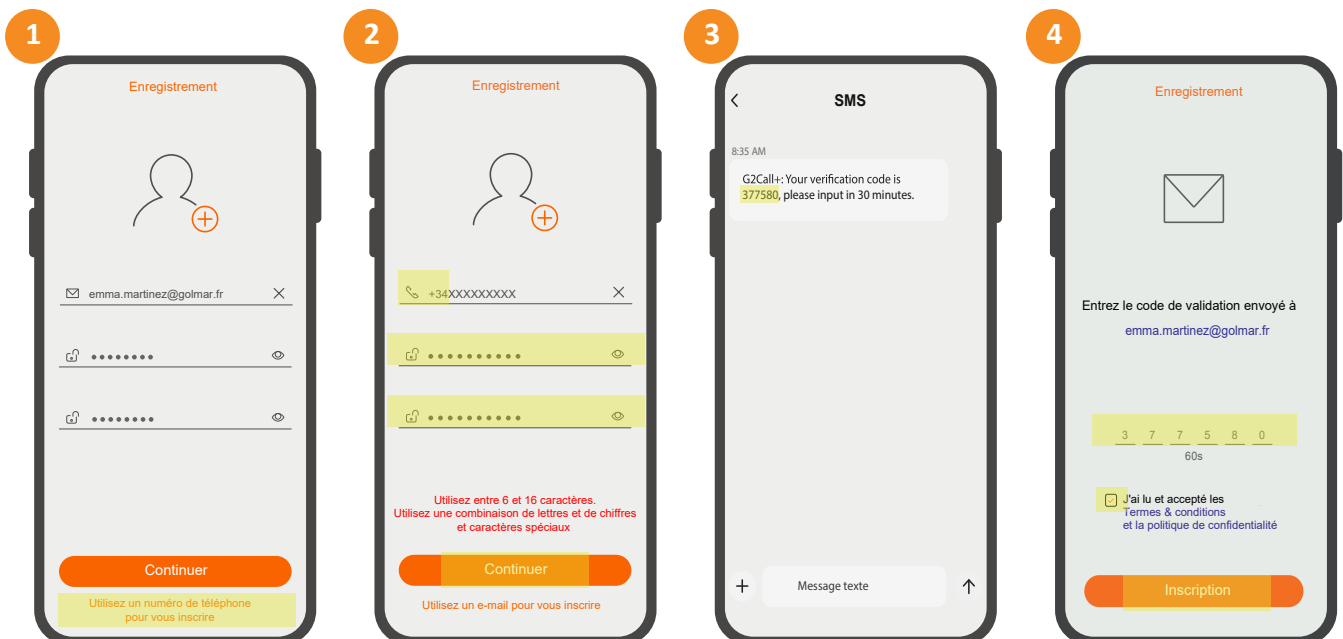 1
Enregistrement
emma.martinez@golmar.fr
••••••••
••••••••
Continuer
Utilisez un numéro de téléphone
pour vous inscrire
2
Enregistrement
+34XXXXXXXXX
••••••••••
••••••••••
Utilisez entre 6 et 16 caractères.
Utilisez une combinaison de lettres et de chiffres
et caractères spéciaux
Continuer
Utilisez un e-mail pour vous inscrire
3
SMS
8:35 AM
G2Call+: Your verification code is
377580, please input in 30 minutes.
Message texte
4
Enregistrement
Entrez le code de validation envoyé à
emma.martinez@golmar.fr
3 7 7 5 8 0
60s
J'ai lu et accepté les
Termes & conditions
et la politique de confidentialité
Inscription